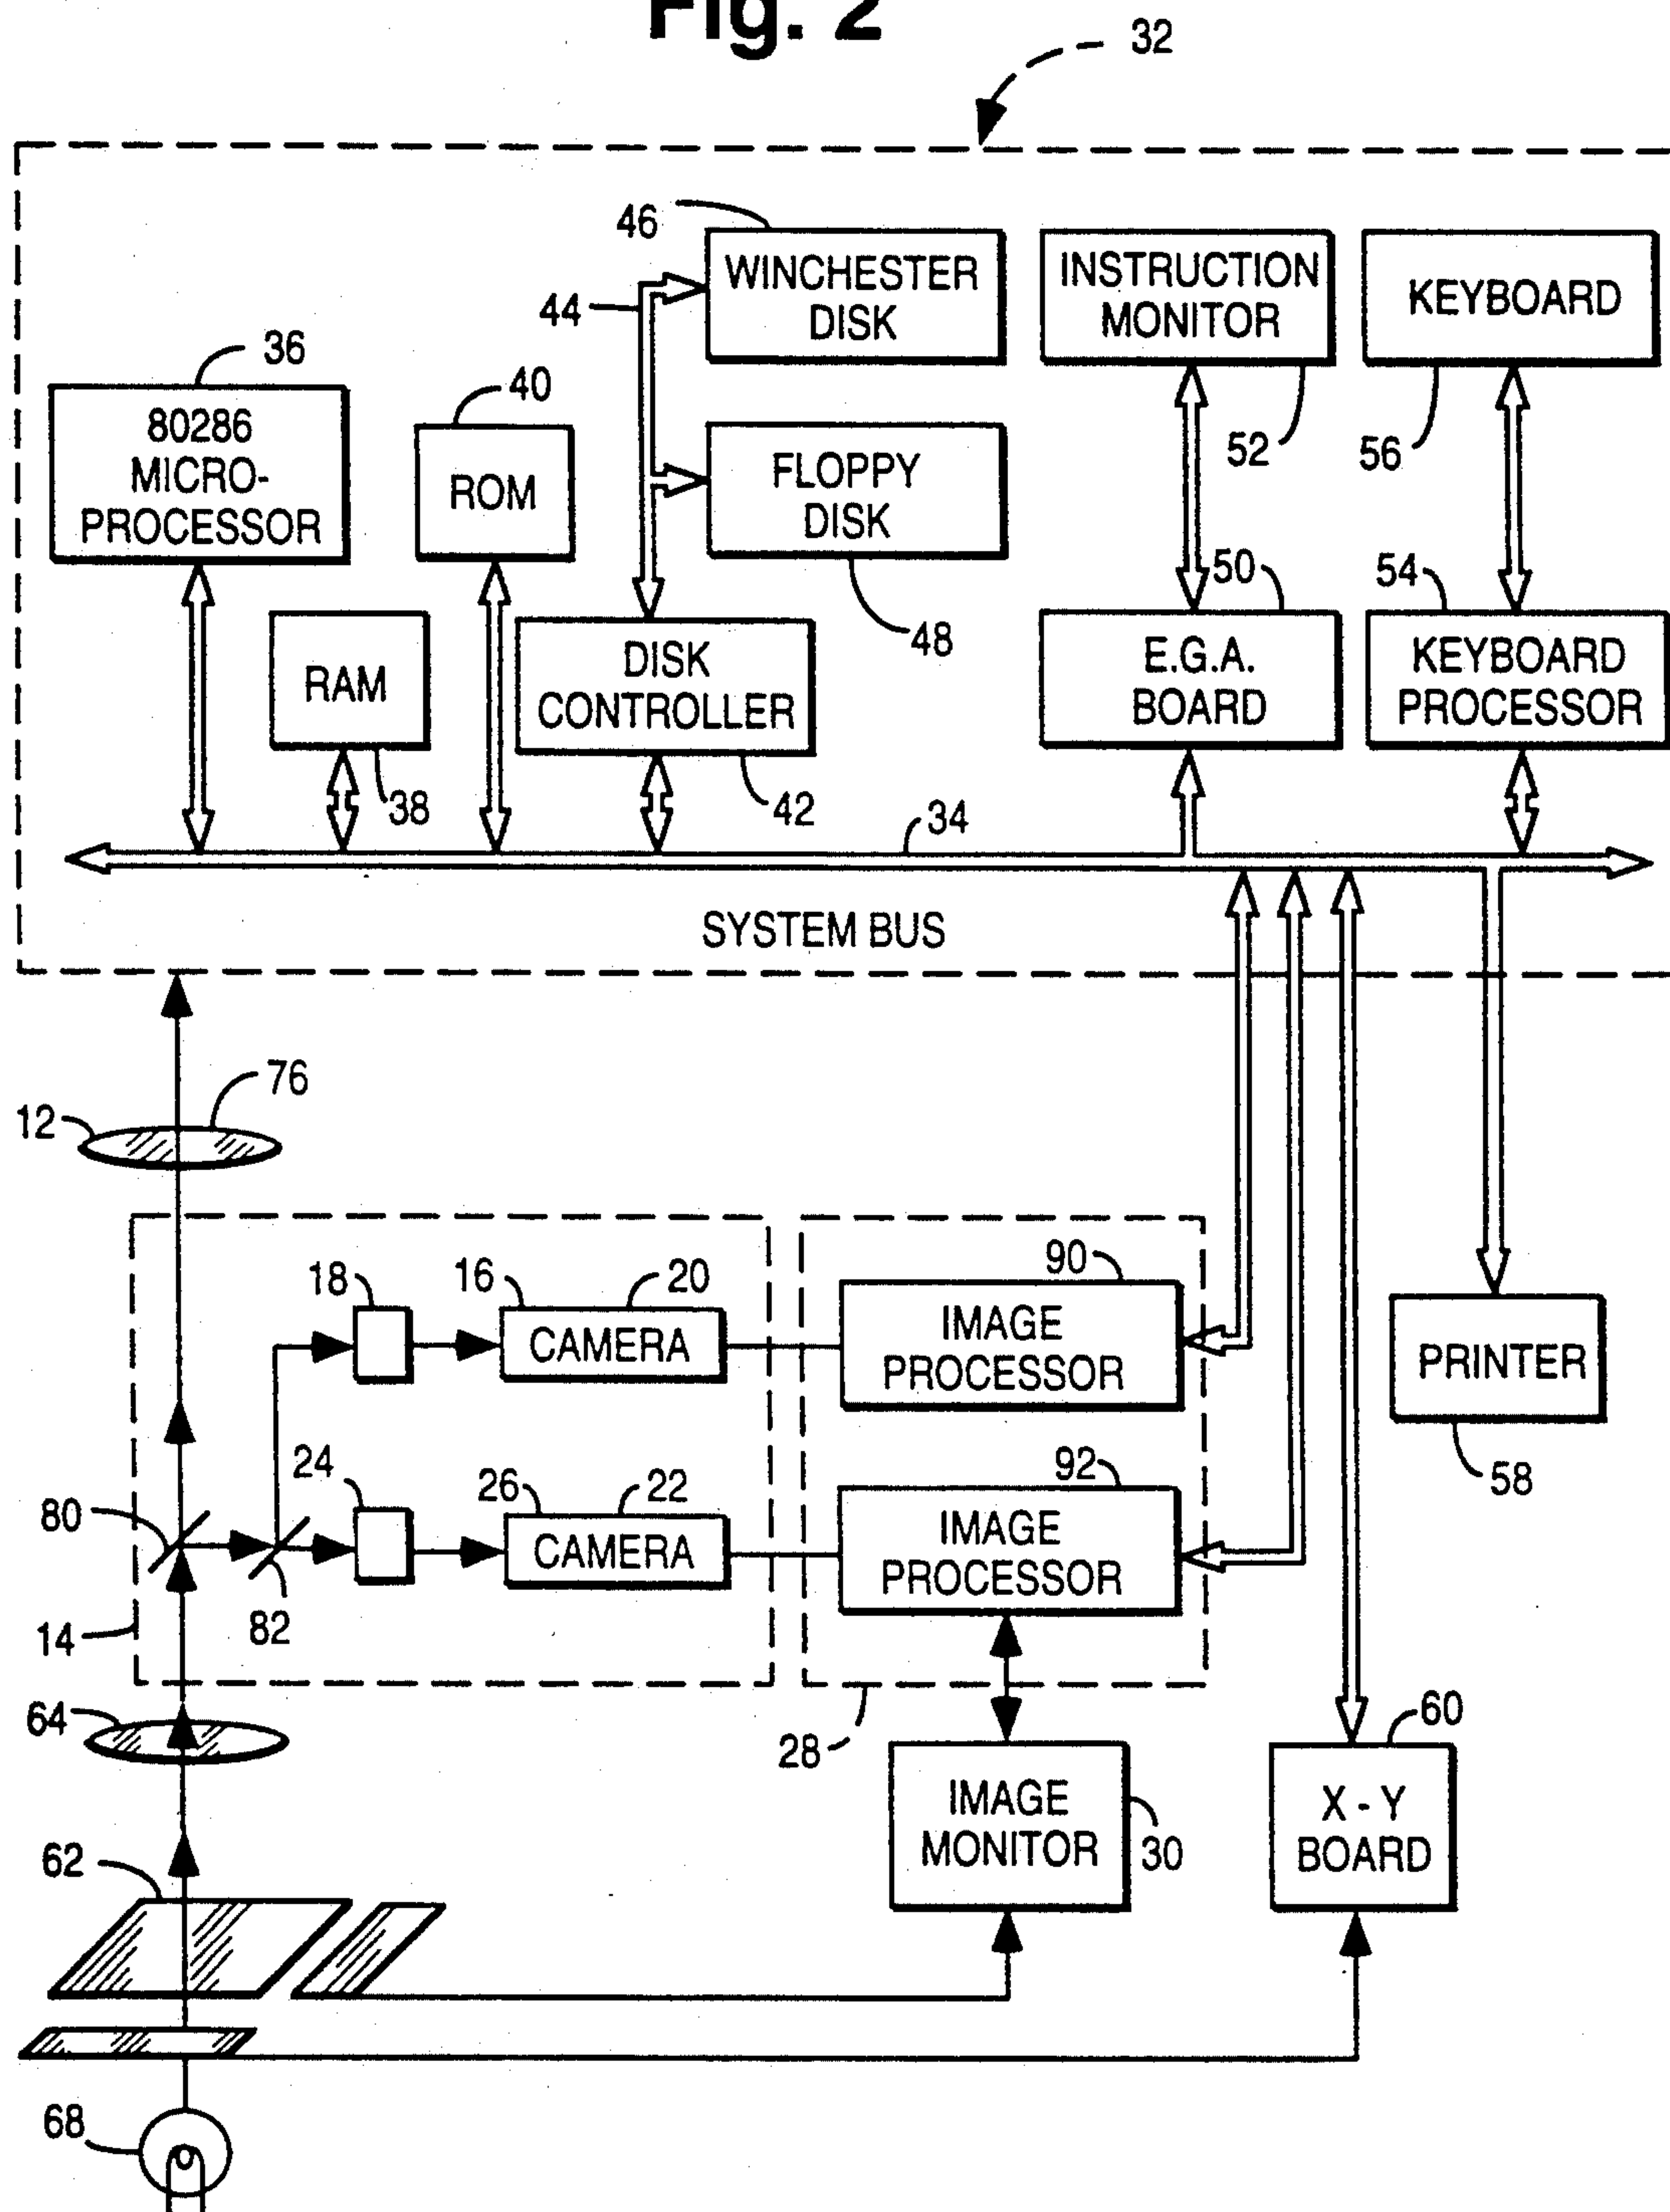 Fig. 2
32
46
WINCHESTER
DISK
INSTRUCTION
MONITOR
KEYBOARD
44
36
80286
MICRO-
PROCESSOR
40
ROM
FLOPPY
DISK
52
56
48
50
54
RAM
38
DISK
CONTROLLER
42
E.G.A.
BOARD
KEYBOARD
PROCESSOR
34
SYSTEM BUS
76
12
18
16
20
CAMERA
90
IMAGE
PROCESSOR
PRINTER
58
24
26
22
CAMERA
92
IMAGE
PROCESSOR
80
82
14
64
28
60
IMAGE
MONITOR
30
X - Y
BOARD
62
68